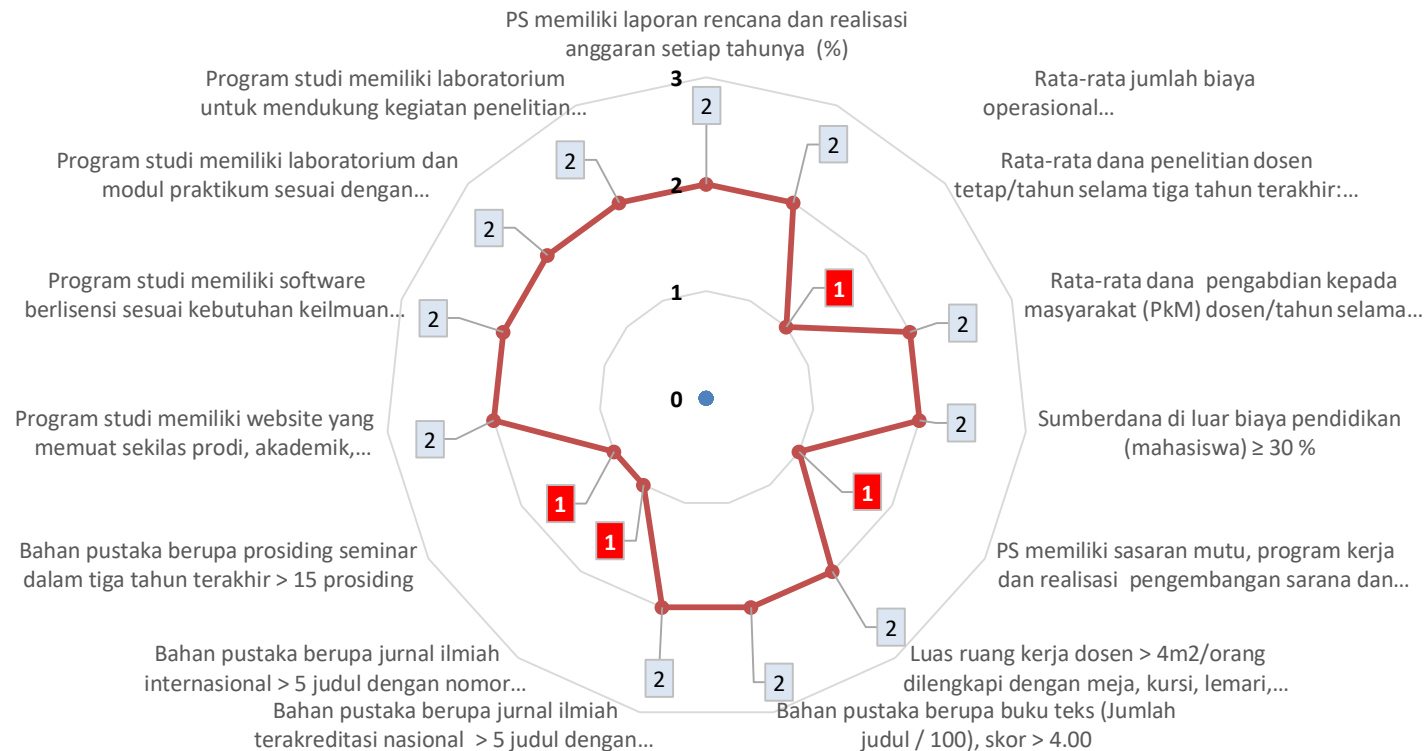 PS memiliki laporan rencana dan realisasi
anggaran setiap tahunya  (%)
Rata-rata jumlah biaya
operasional...
Rata-rata dana penelitian dosen
tetap/tahun selama tiga tahun terakhir:...
Rata-rata dana  pengabdian kepada
masyarakat (PkM) dosen/tahun selama...
Sumberdana di luar biaya pendidikan
(mahasiswa) ≥ 30 %
PS memiliki sasaran mutu, program kerja
dan realisasi  pengembangan sarana dan...
Luas ruang kerja dosen > 4m2/orang
dilengkapi dengan meja, kursi, lemari,...
Bahan pustaka berupa buku teks (Jumlah
judul / 100), skor > 4.00
Bahan pustaka berupa jurnal ilmiah
terakreditasi nasional  > 5 judul dengan...
Bahan pustaka berupa jurnal ilmiah
internasional > 5 judul dengan nomor...
Bahan pustaka berupa prosiding seminar
dalam tiga tahun terakhir > 15 prosiding
Program studi memiliki website yang
memuat sekilas prodi, akademik,...
Program studi memiliki software
berlisensi sesuai kebutuhan keilmuan...
Program studi memiliki laboratorium dan
modul praktikum sesuai dengan...
Program studi memiliki laboratorium
untuk mendukung kegiatan penelitian...
3
2
1
0
2
2
1
2
2
1
2
2
2
1
1
2
2
2
2